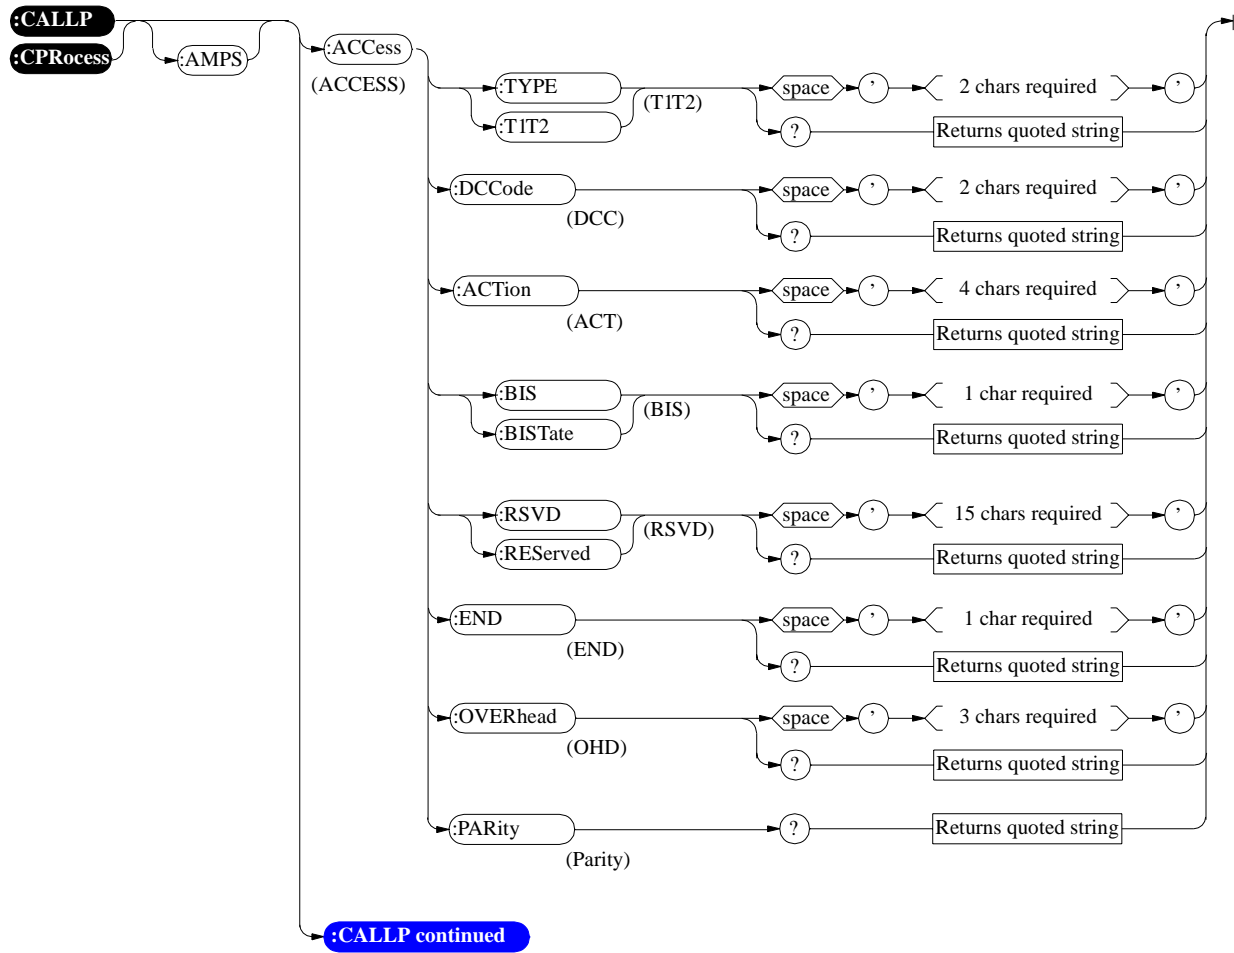 :CALLP
:CPRocess
:AMPS
:ACCess
(ACCESS)
:TYPE
:T1T2
(T1T2)
space ’ 2 chars required ’
? Returns quoted string
:DCCode
(DCC)
space ’ 2 chars required ’
? Returns quoted string
:ACTion
(ACT)
space ’ 4 chars required ’
? Returns quoted string
:BIS
:BISTate
(BIS)
space ’ 1 char required ’
? Returns quoted string
:RSVD
:REServed
(RSVD)
space ’ 15 chars required ’
? Returns quoted string
:END
(END)
space ’ 1 char required ’
? Returns quoted string
:OVERhead
(OHD)
space ’ 3 chars required ’
? Returns quoted string
:PARity
(Parity)
? Returns quoted string
:CALLP continued